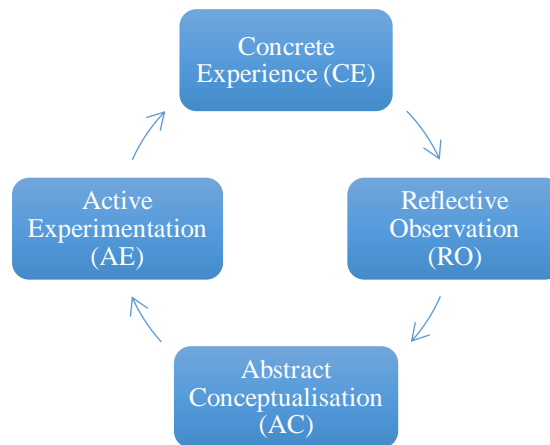 Concrete
Experience (CE)
Reflective
Observation
(RO)
Abstract
Conceptualisation
(AC)
Active
Experimentation
(AE)